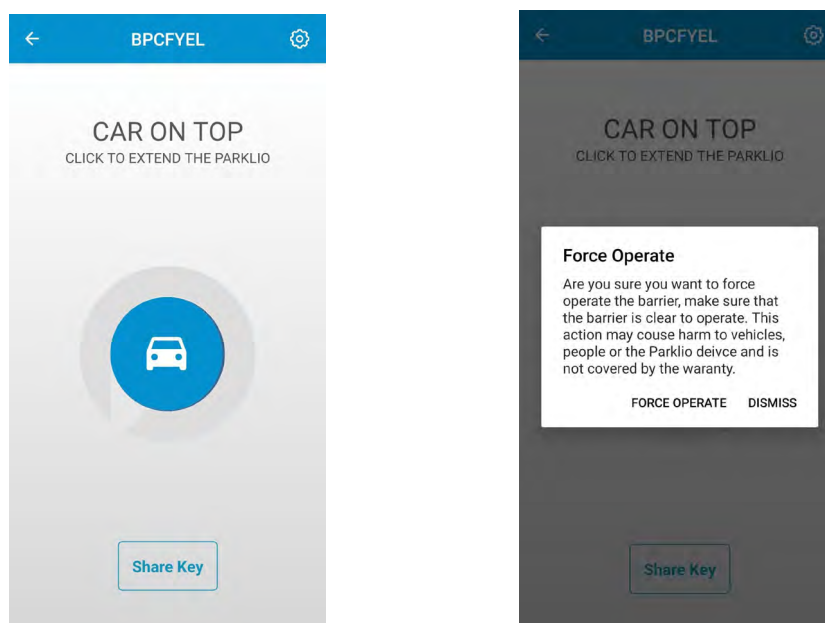 BPCFYEL
CAR ON TOP
CLICK TO EXTEND THE PARKLIO
Share Key
BPCFYEL
CAR ON TOP
CLICK TO EXTEND THE PARKLIO
Force Operate
Are you sure you want to force
operate the barrier, make sure that
the barrier is clear to operate. This
action may couse harm to vehicles,
people or the Parklio deivce and is
not covered by the waranty.
FORCE OPERATE DISMISS
Share Key